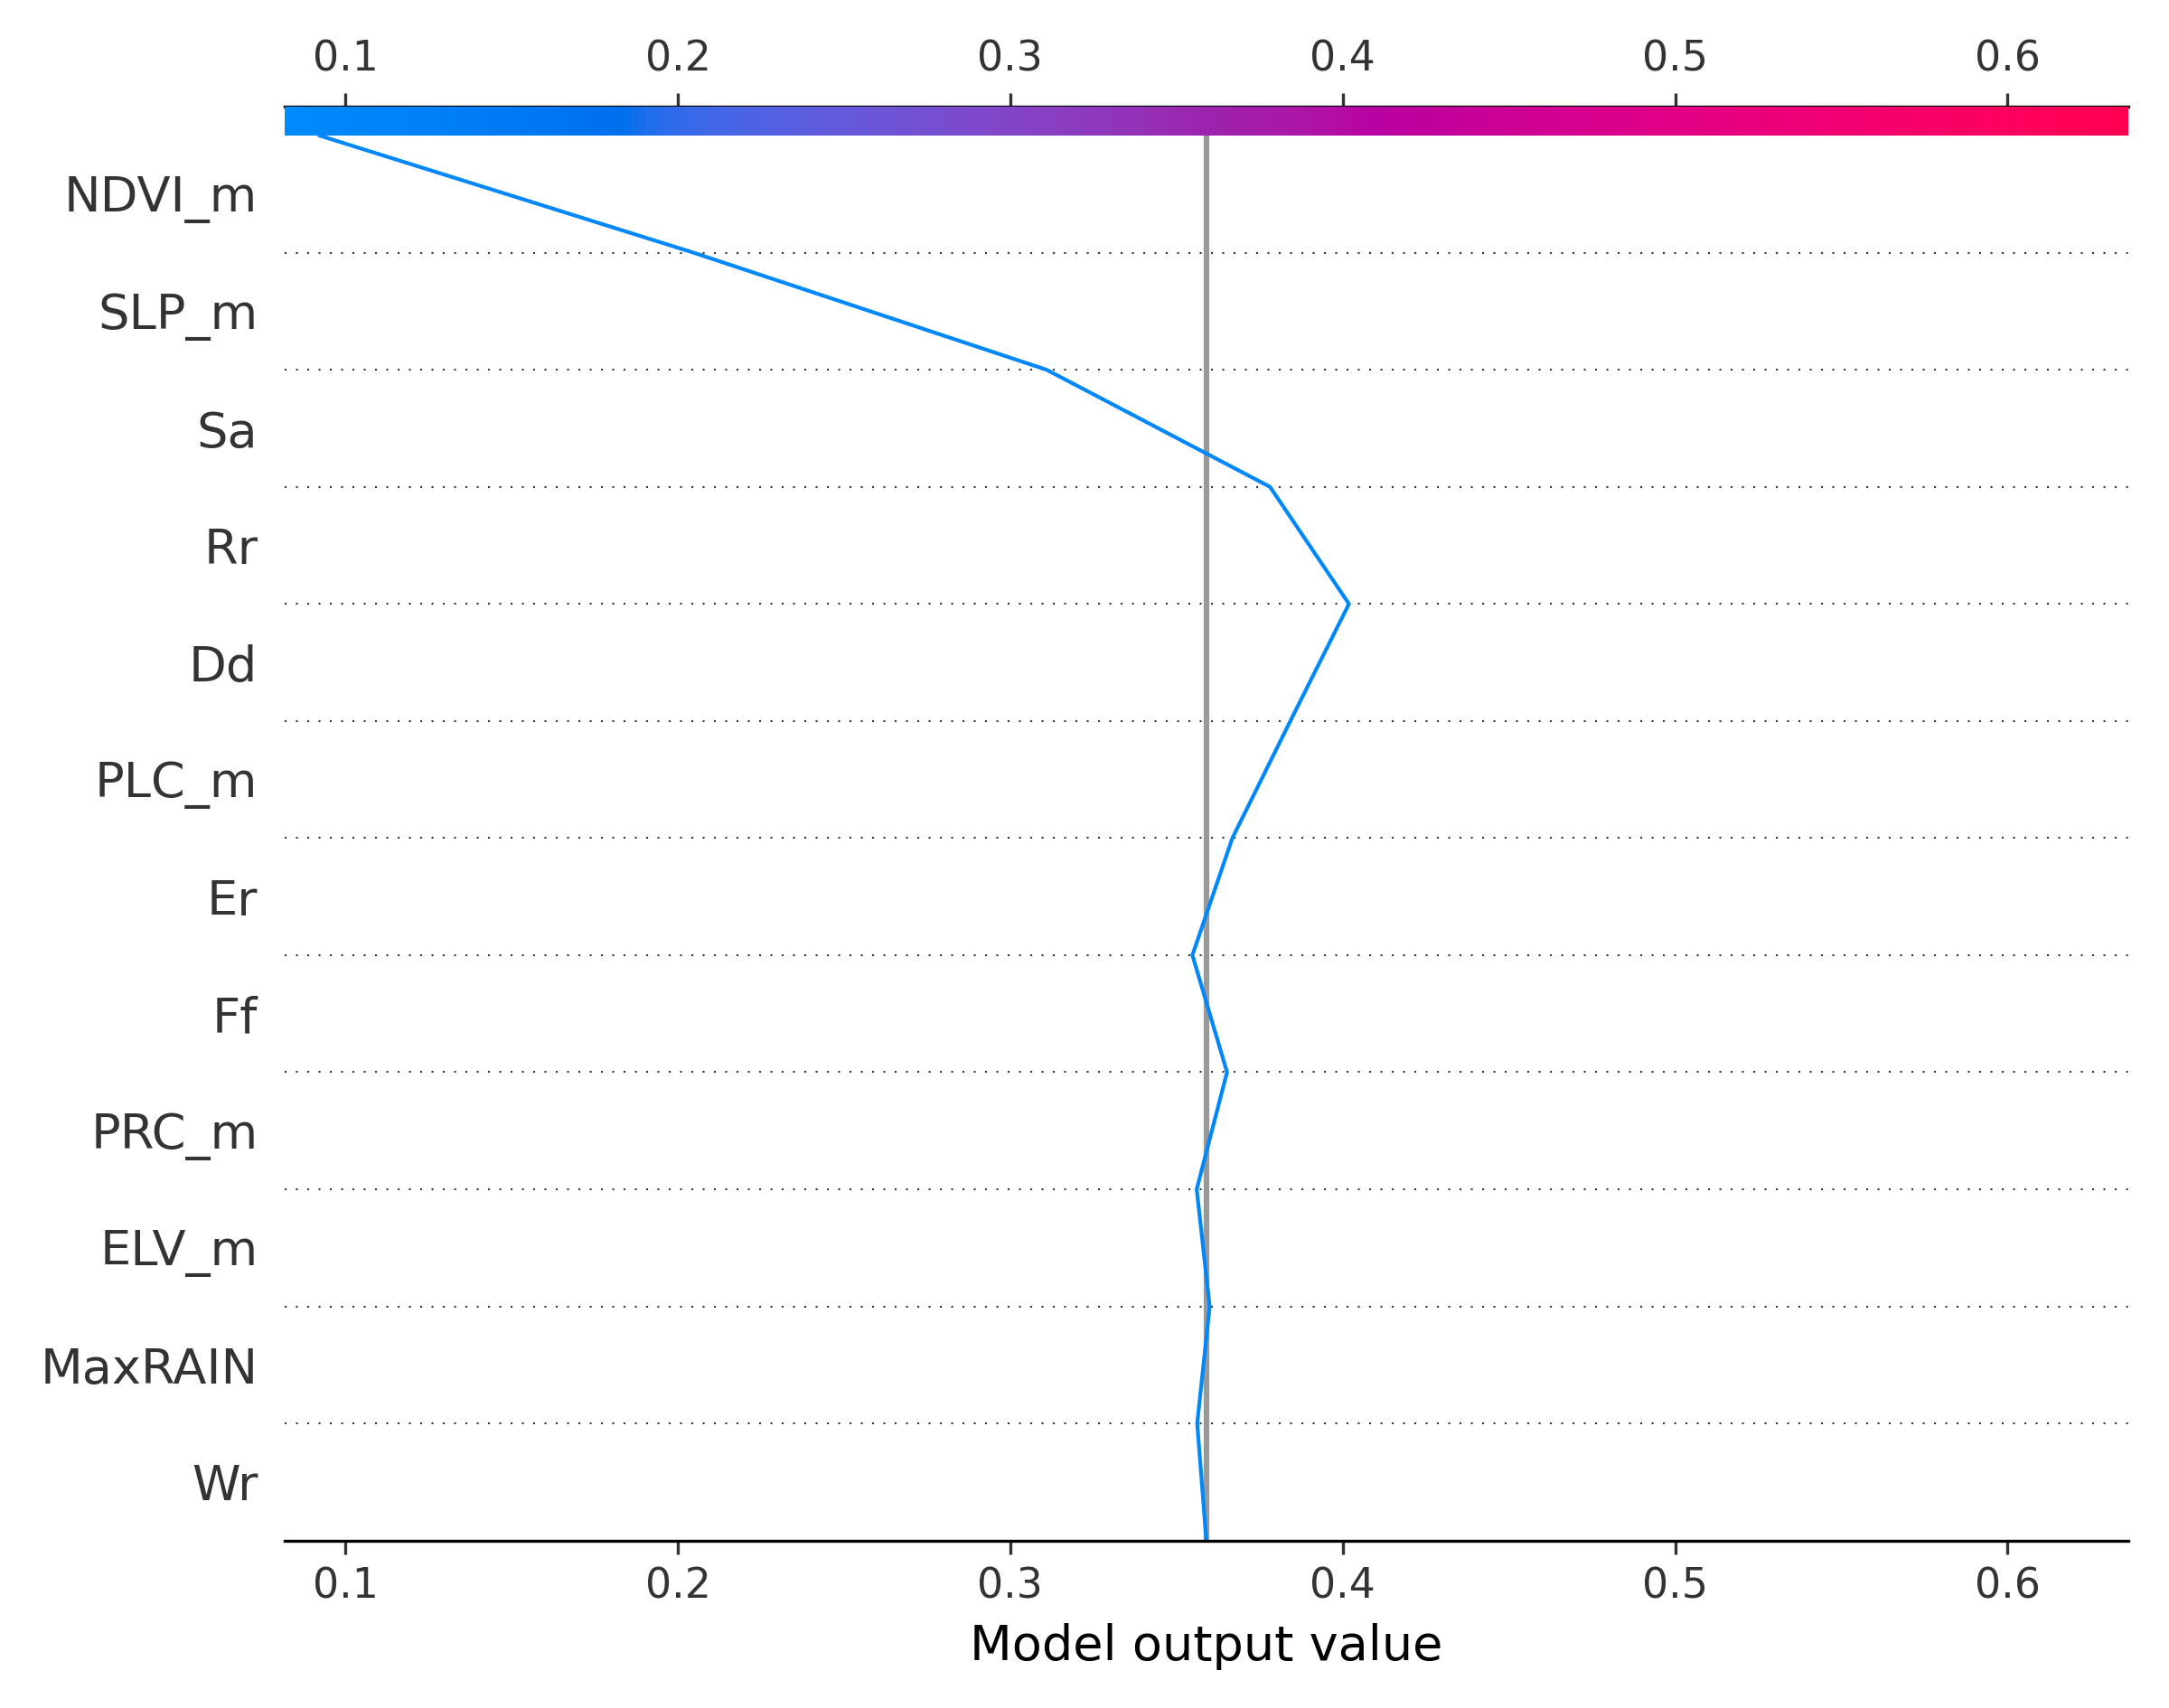 0.1 0.2 0.3 0.4 0.5 0.6
NDVI_m
SLP_m
Sa
Rr
Dd
PLC_m
Er
Ff
PRC_m
ELV_m
MaxRAIN
Wr
0.1 0.2 0.3 0.4 0.5 0.6
Model output value